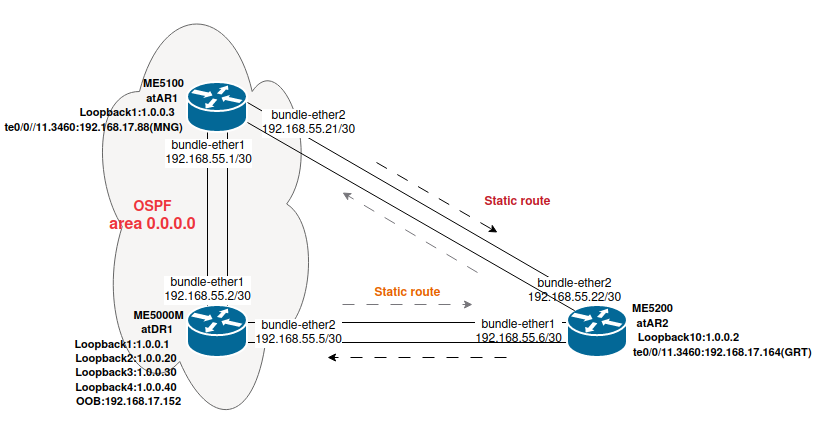 ME5100
atAR1
Loopback1:1.0.0.3
te0/0//11.3460:192.168.17.88(MNG)
bundle-ether2
192.168.55.21/30
bundle-ether1
192.168.55.1/30
OSPF
area 0.0.0.0
Static route
bundle-ether1
192.168.55.2/30
Static route
bundle-ether2
192.168.55.22/30
ME5000M
atDR1
Loopback1:1.0.0.1
Loopback2:1.0.0.20
Loopback3:1.0.0.30
Loopback4:1.0.0.40
OOB:192.168.17.152
bundle-ether2
192.168.55.5/30
bundle-ether1
192.168.55.6/30
ME5200
atAR2
Loopback10:1.0.0.2
te0/0/11.3460:192.168.17.164(GRT)